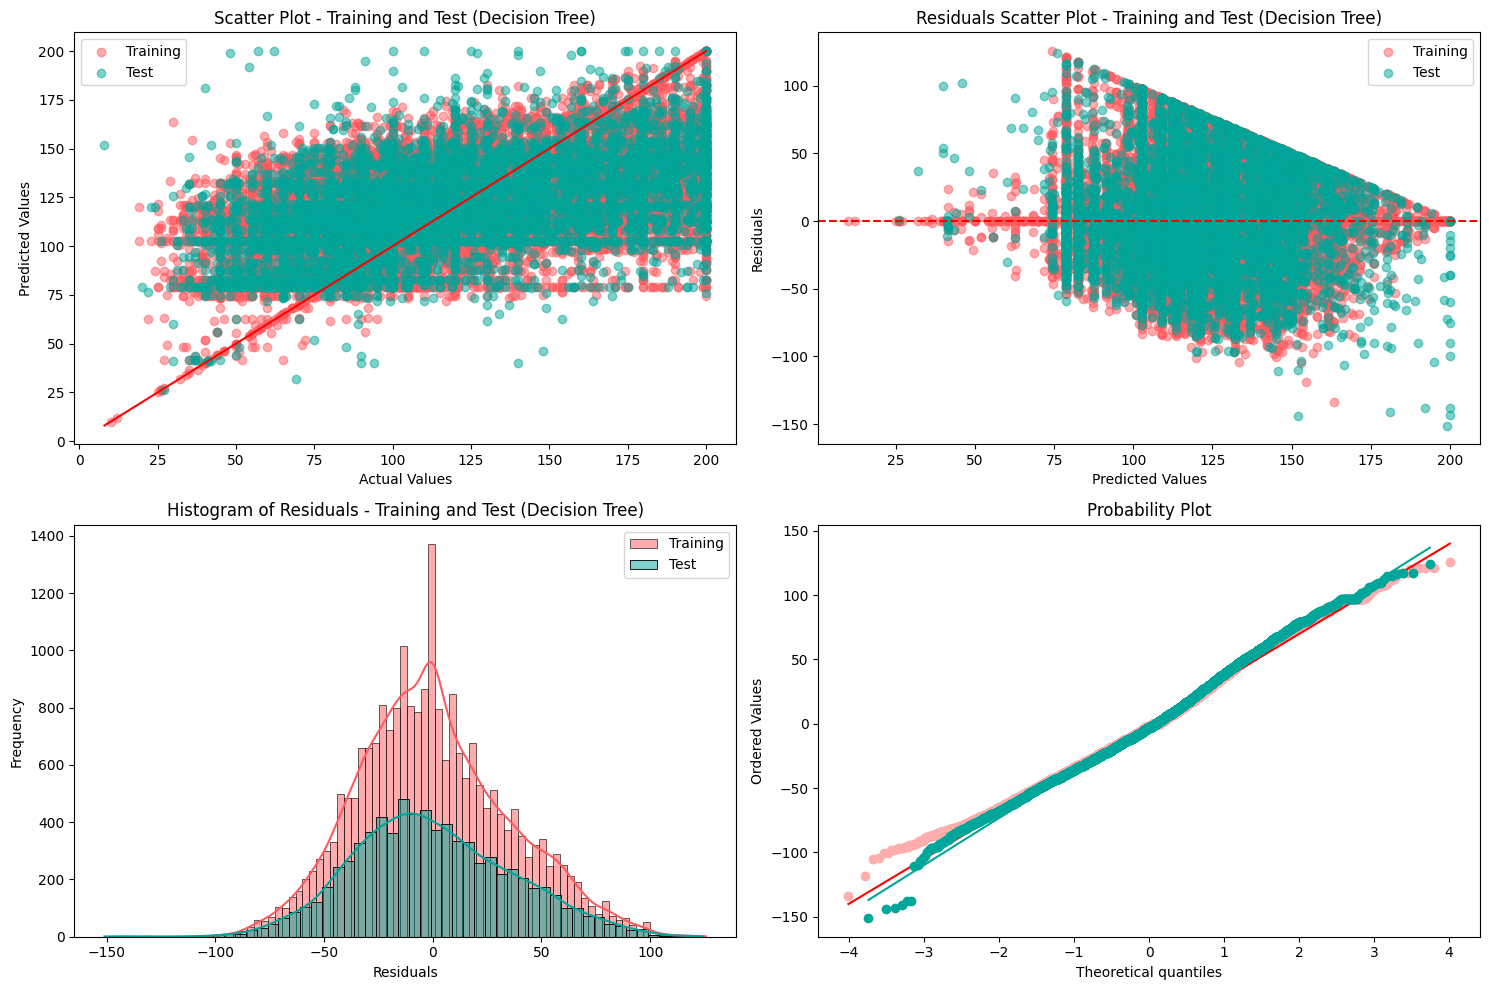 Scatter Plot - Training and Test (Decision Tree)
Training
Test
200
175
150
125
100
75
50
25
0
Predicted Values
0 25 50 75 100 125 150 175 200
Actual Values
Residuals Scatter Plot - Training and Test (Decision Tree)
Training
Test
100
50
0
−50
−100
−150
Residuals
25 50 75 100 125 150 175 200
Predicted Values
Histogram of Residuals - Training and Test (Decision Tree)
Training
Test
1400
1200
1000
800
600
400
200
0
Frequency
−150 −100 −50 0 50 100
Residuals
Probability Plot
150
100
50
0
−50
−100
−150
Ordered Values
−4 −3 −2 −1 0 1 2 3 4
Theoretical quantiles